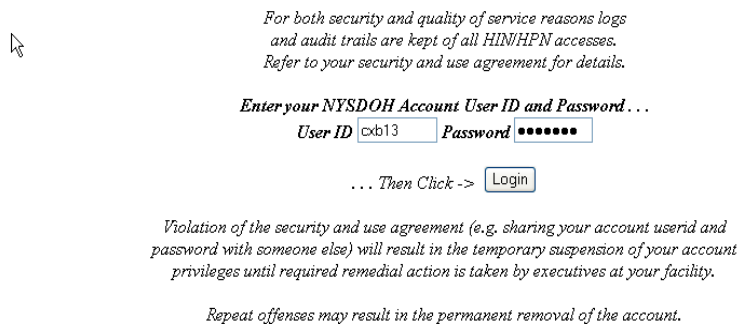 For both security and quality of service reasons logs
and audit trails are kept of all HIN/HPN accesses.
Refer to your security and use agreement for details.
Enter your NYSDOH Account User ID and Password . . .
User ID cxb13 Password •••••••
. . . Then Click -> Login
Violation of the security and use agreement (e.g. sharing your account userid and
password with someone else) will result in the temporary suspension of your account
privileges until required remedial action is taken by executives at your facility.
Repeat offenses may result in the permanent removal of the account.